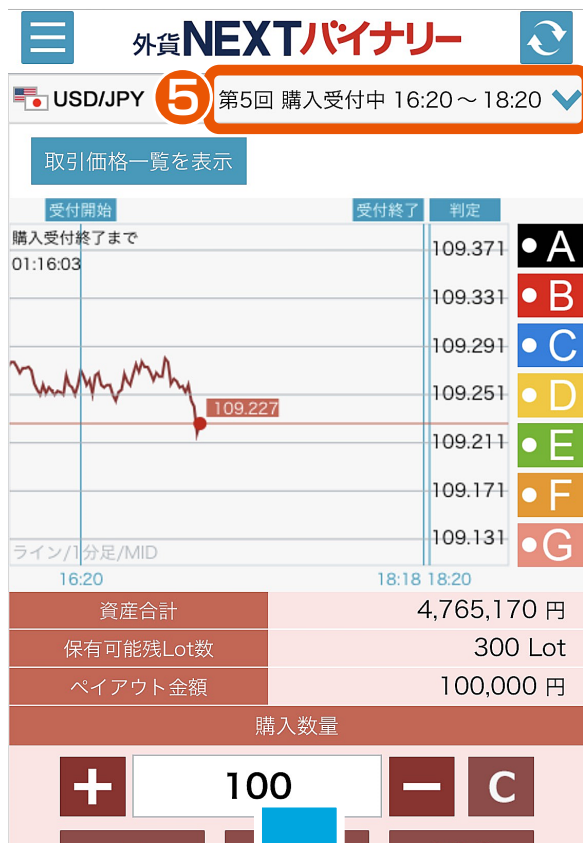 外貨NEXTバイナリー
USD/JPY 5 第5回 購入受付中 16:20～18:20
取引価格一覧を表示
受付開始 受付終了 判定
購入受付終了まで
01:16:03
109.371 A
109.331 B
109.291 C
109.251 D
109.227
109.211 E
109.171 F
109.131 G
ライン/1分足/MID
16:20 18:18 18:20
資産合計 4,765,170 円
保有可能残Lot数 300 Lot
ペイアウト金額 100,000 円
購入数量
+ 100 − C